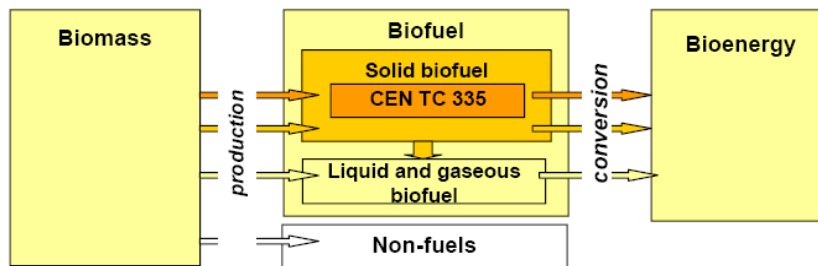 Biomass
production
Biofuel
Solid biofuel
CEN TC 335
Liquid and gaseous
biofuel
Non-fuels
conversion
Bioenergy